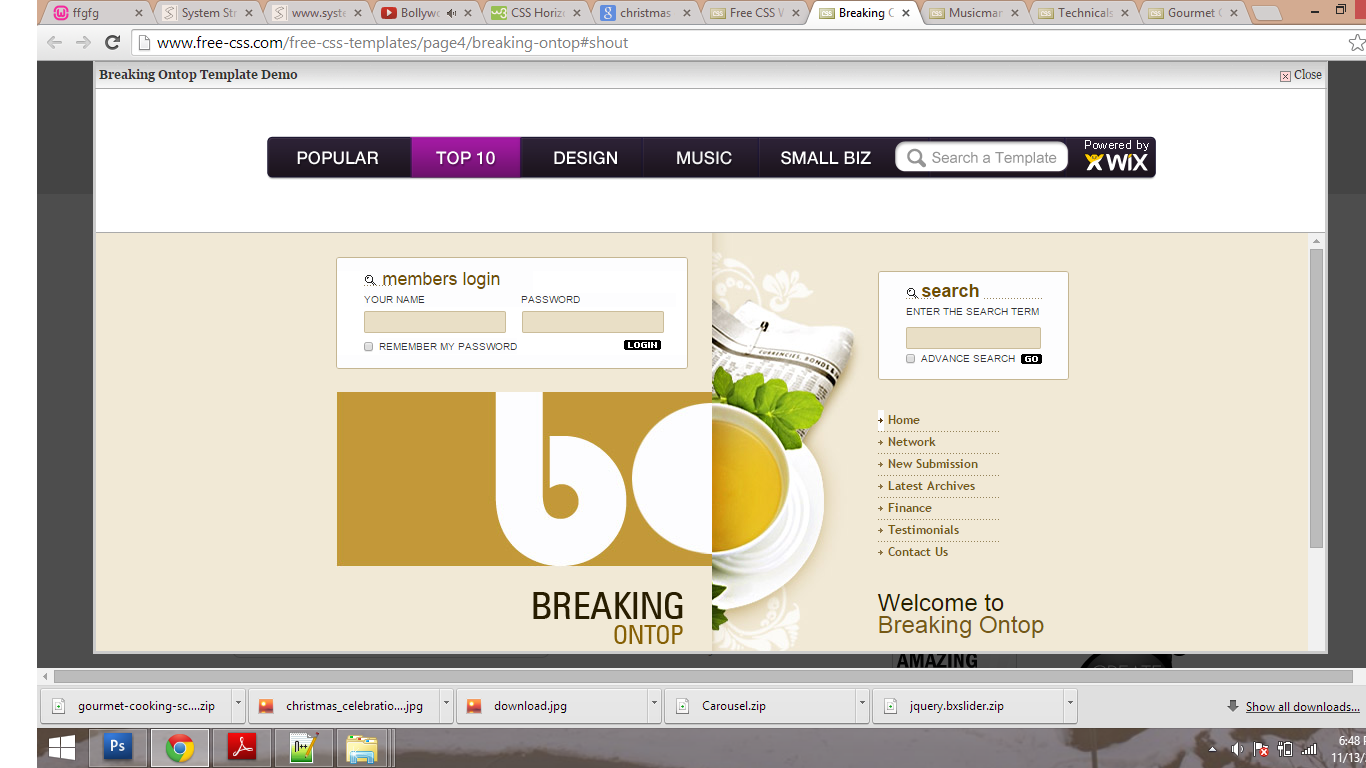 ffgfg
System Str
www.syste
Bollywo
CSS Horiz
christmas
Free CSS W
Breaking O
Musicmar
Technicals
Gourmet C
www.free-css.com/free-css-templates/page4/breaking-ontop#shout
Breaking Ontop Template Demo
Close
POPULAR
TOP 10
DESIGN
MUSIC
SMALL BIZ
Search a Template
Powered by
WiX
members login
YOUR NAME
PASSWORD
REMEMBER MY PASSWORD
LOGIN
search
ENTER THE SEARCH TERM
ADVANCE SEARCH
GO
CURRENCIES, BONDS &
bo
BREAKING
ONTOP
Home
Network
New Submission
Latest Archives
Finance
Testimonials
Contact Us
Welcome to
Breaking Ontop
AMAZING
CREATE
gourmet-cooking-sc....zip
christmas_celebratio....jpg
download.jpg
Carousel.zip
jquery.bxslider.zip
Show all downloads...
Ps
6:48 P
11/13/